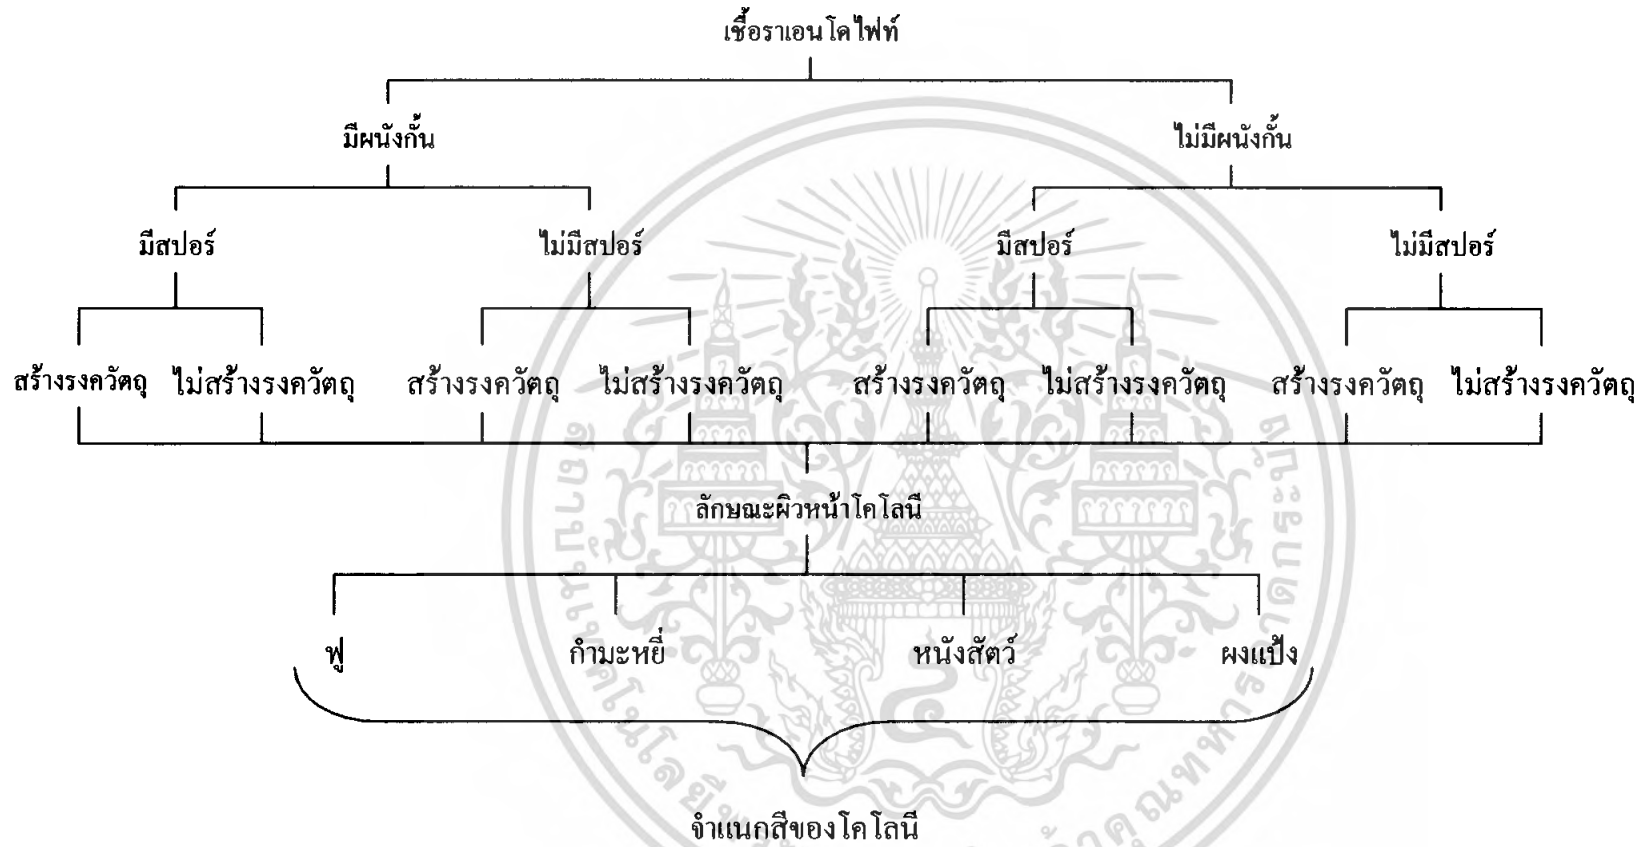 เชื้อราเอนโดไฟท์
มีผนังกั้น ไม่มีผนังกั้น
มีสปอร์ ไม่มีสปอร์ มีสปอร์ ไม่มีสปอร์
สร้างรงควัตถุ ไม่สร้างรงควัตถุ สร้างรงควัตถุ ไม่สร้างรงควัตถุ สร้างรงควัตถุ ไม่สร้างรงควัตถุ สร้างรงควัตถุ ไม่สร้างรงควัตถุ
ลักษณะผิวหน้าโคโลนี
ฟู กำมะหยี่ หนังสัตว์ ผงแป้ง
จำแนกสีของโคโลนี